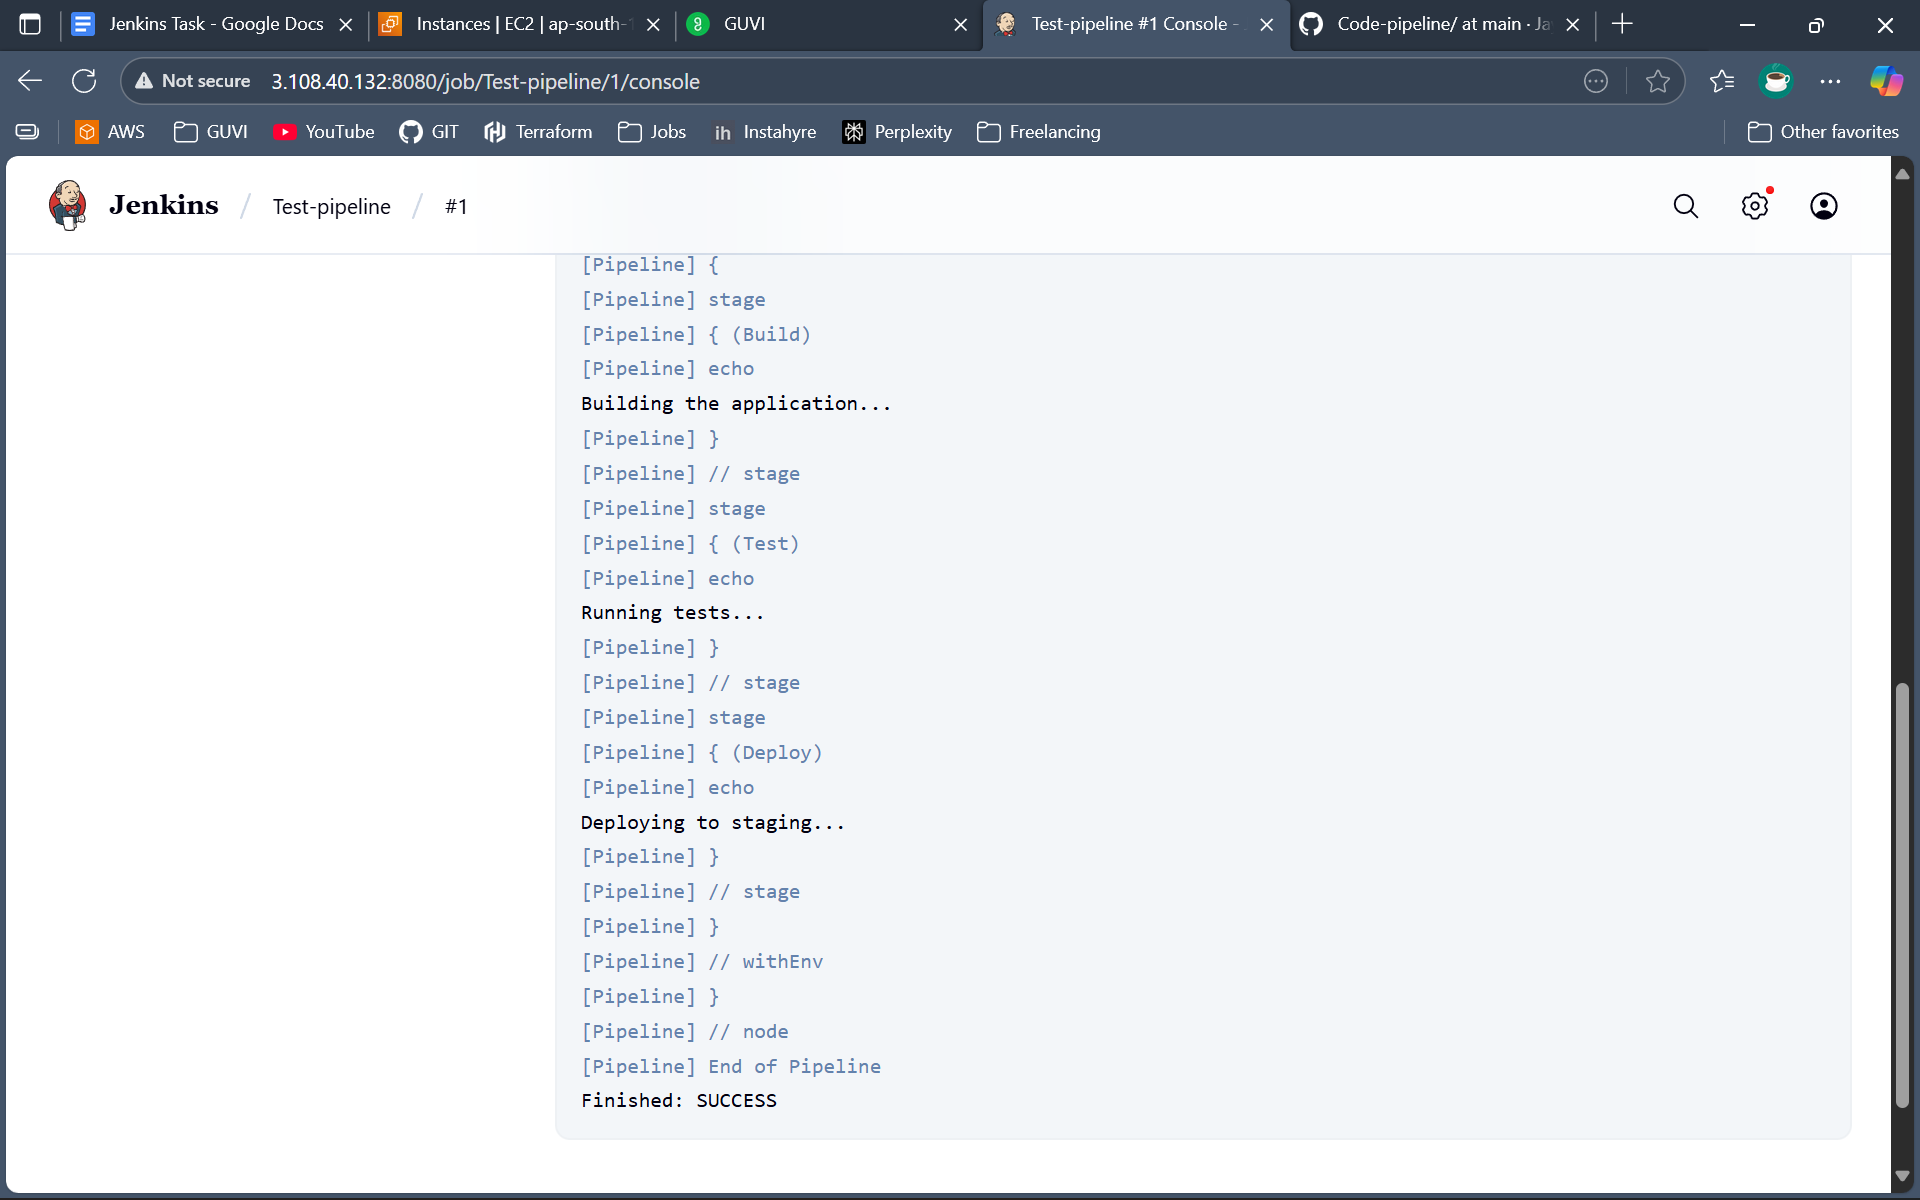 Jenkins Task - Google Docs
Instances | EC2 | ap-south-1
GUVI
Test-pipeline #1 Console -
Code-pipeline/ at main · Ja
Not secure
3.108.40.132:8080/job/Test-pipeline/1/console
AWS
GUVI
YouTube
GIT
Terraform
Jobs
ih Instahyre
Perplexity
Freelancing
Other favorites
Jenkins / Test-pipeline / #1
[Pipeline] {
[Pipeline] stage
[Pipeline] { (Build)
[Pipeline] echo
Building the application...
[Pipeline] }
[Pipeline] // stage
[Pipeline] stage
[Pipeline] { (Test)
[Pipeline] echo
Running tests...
[Pipeline] }
[Pipeline] // stage
[Pipeline] stage
[Pipeline] { (Deploy)
[Pipeline] echo
Deploying to staging...
[Pipeline] }
[Pipeline] // stage
[Pipeline] }
[Pipeline] // withEnv
[Pipeline] }
[Pipeline] // node
[Pipeline] End of Pipeline
Finished: SUCCESS